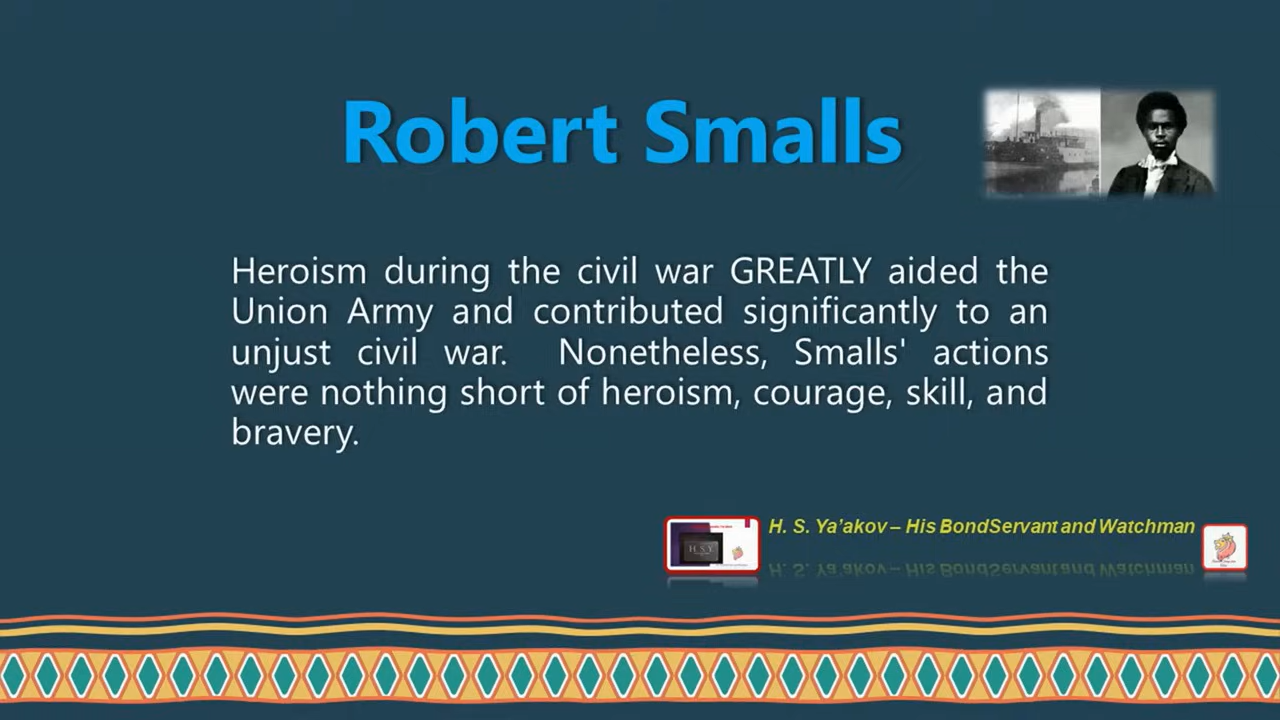 Robert Smalls
Heroism during the civil war GREATLY aided the
Union Army and contributed significantly to an
unjust civil war. Nonetheless, Smalls' actions
were nothing short of heroism, courage, skill, and
bravery.
H. S. Ya'akov – His BondServant and Watchman
H.S.Y